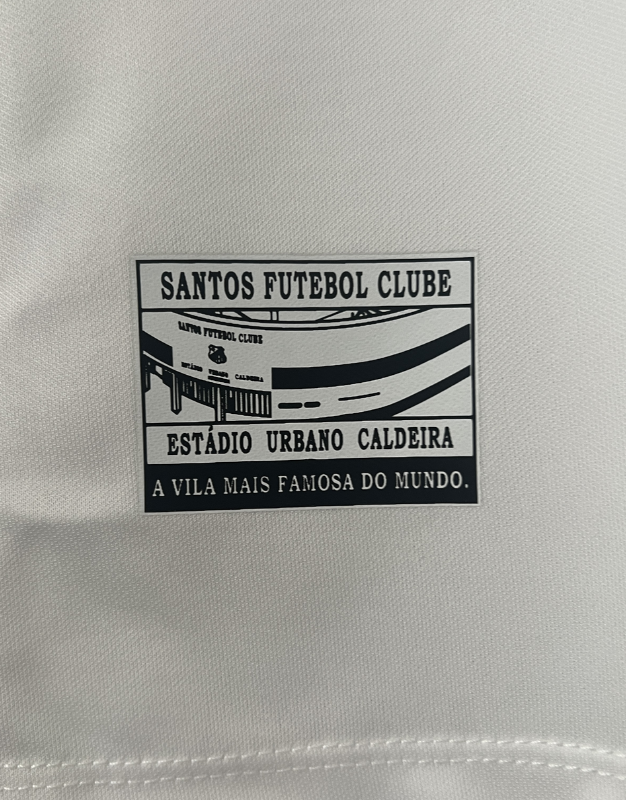 SANTOS FUTEBOL CLUBE
SANTOS FUTEBOL CLUBE
ESTÁDIO URBANO CALDEIRA
ESTÁDIO URBANO CALDEIRA
A VILA MAIS FAMOSA DO MUNDO.